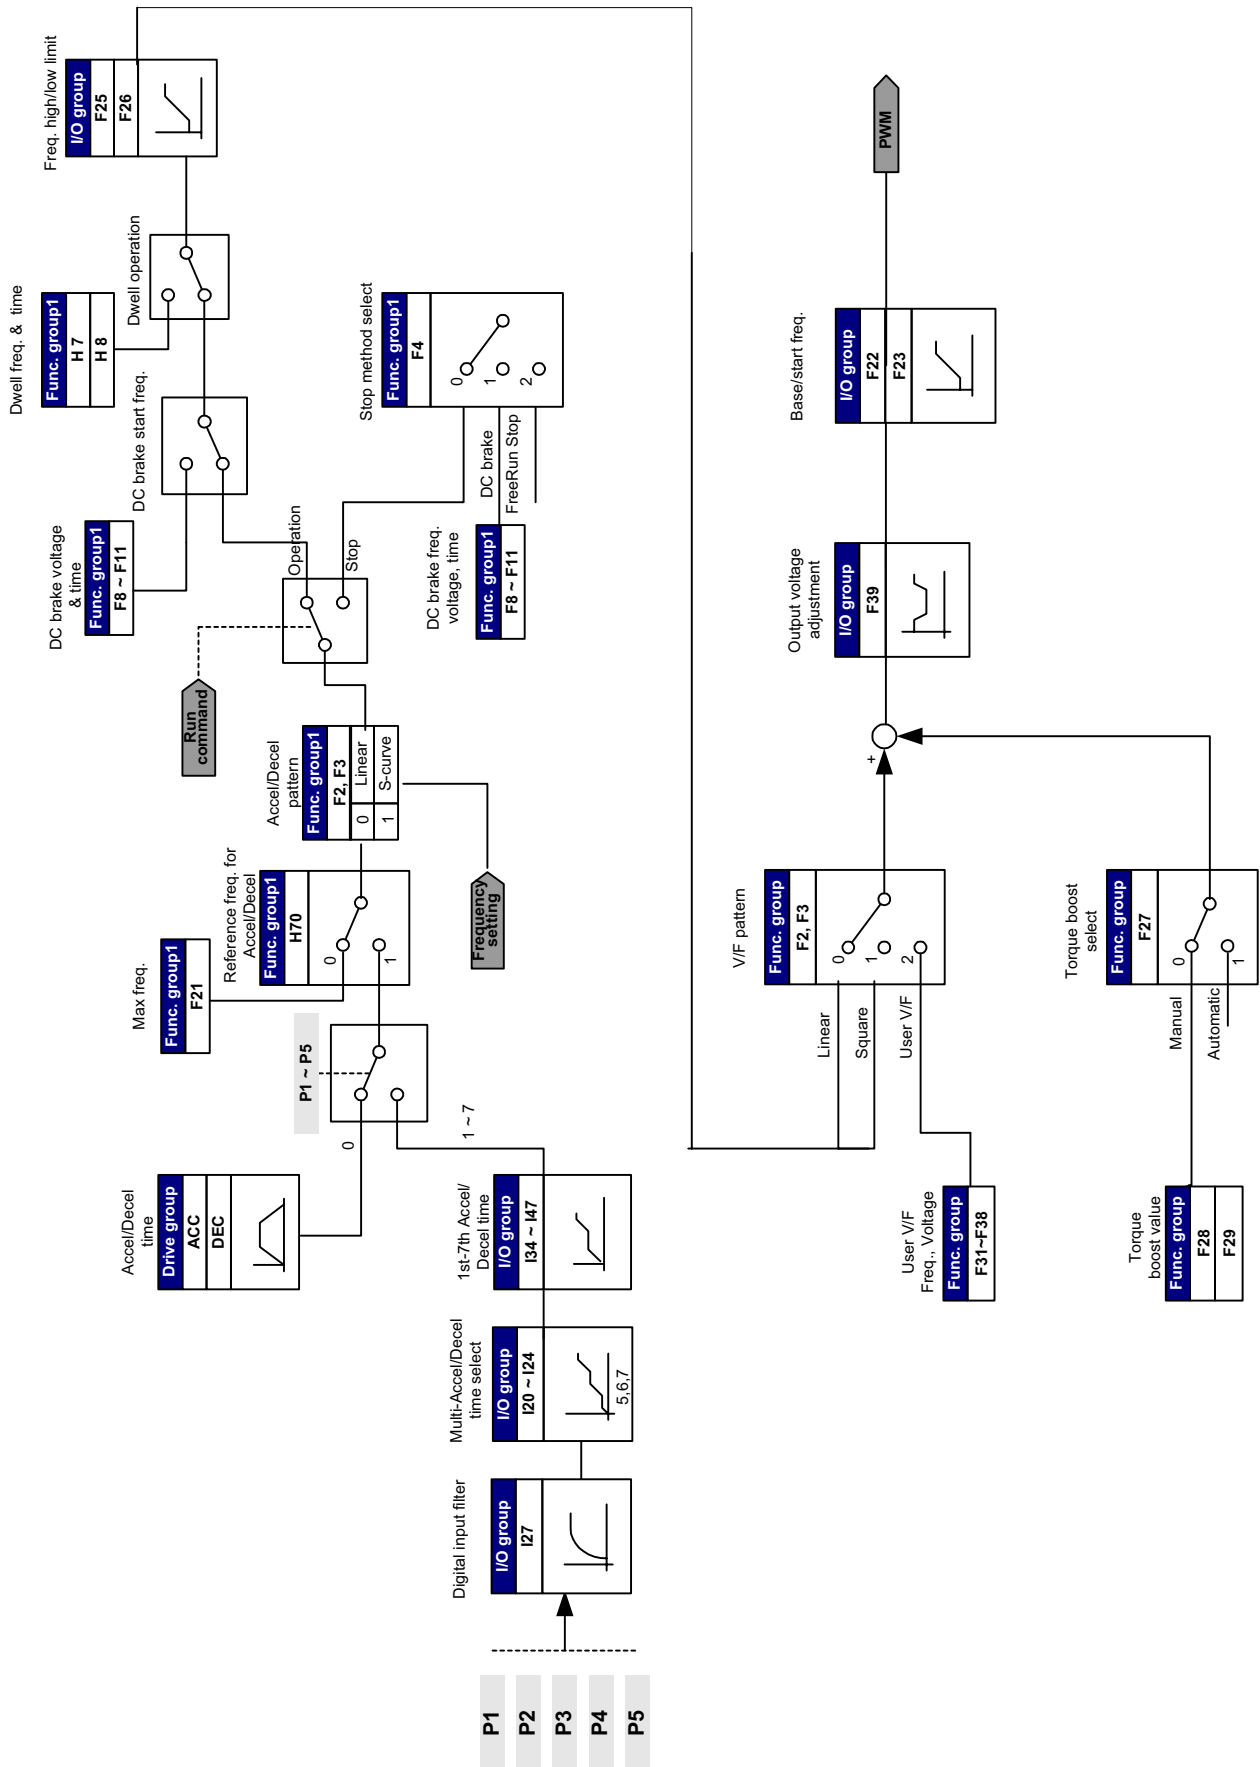 P1
P2
P3
P4
P5
Digital input filter
I/O group
I27
Multi-Accel/Decel
time select
I/O group
I20 ~ I24
5,6,7
1st-7th Accel/
Decel time
I/O group
I34 ~ I47
Accel/Decel
time
Drive group
ACC
DEC
0
1 ~ 7
P1 ~ P5
Max freq.
Func. group1
F21
Reference freq. for
Accel/Decel
Func. group1
H70
0
1
Frequency
setting
Accel/Decel
pattern
Func. group1
F2, F3
0
Linear
1
S-curve
Run
command
Operation
Stop
DC brake voltage
& time
Func. group1
F8 ~ F11
DC brake start freq.
DC brake freq.
voltage, time
Func. group1
F8 ~ F11
DC brake
FreeRun Stop
Stop method select
Func. group1
F4
0
1
2
Dwell freq. & time
Func. group1
H 7
H 8
Dwell operation
Freq. high/low limit
I/O group
F25
F26
User V/F
Freq., Voltage
Func. group
F31~F38
Linear
Square
User V/F
V/F pattern
Func. group
F2, F3
0
1
2
Torque
boost value
Func. group
F28
F29
Manual
Automatic
Torque boost
select
Func. group
F27
0
1
+
Output voltage
adjustment
I/O group
F39
Base/start freq.
I/O group
F22
F23
PWM